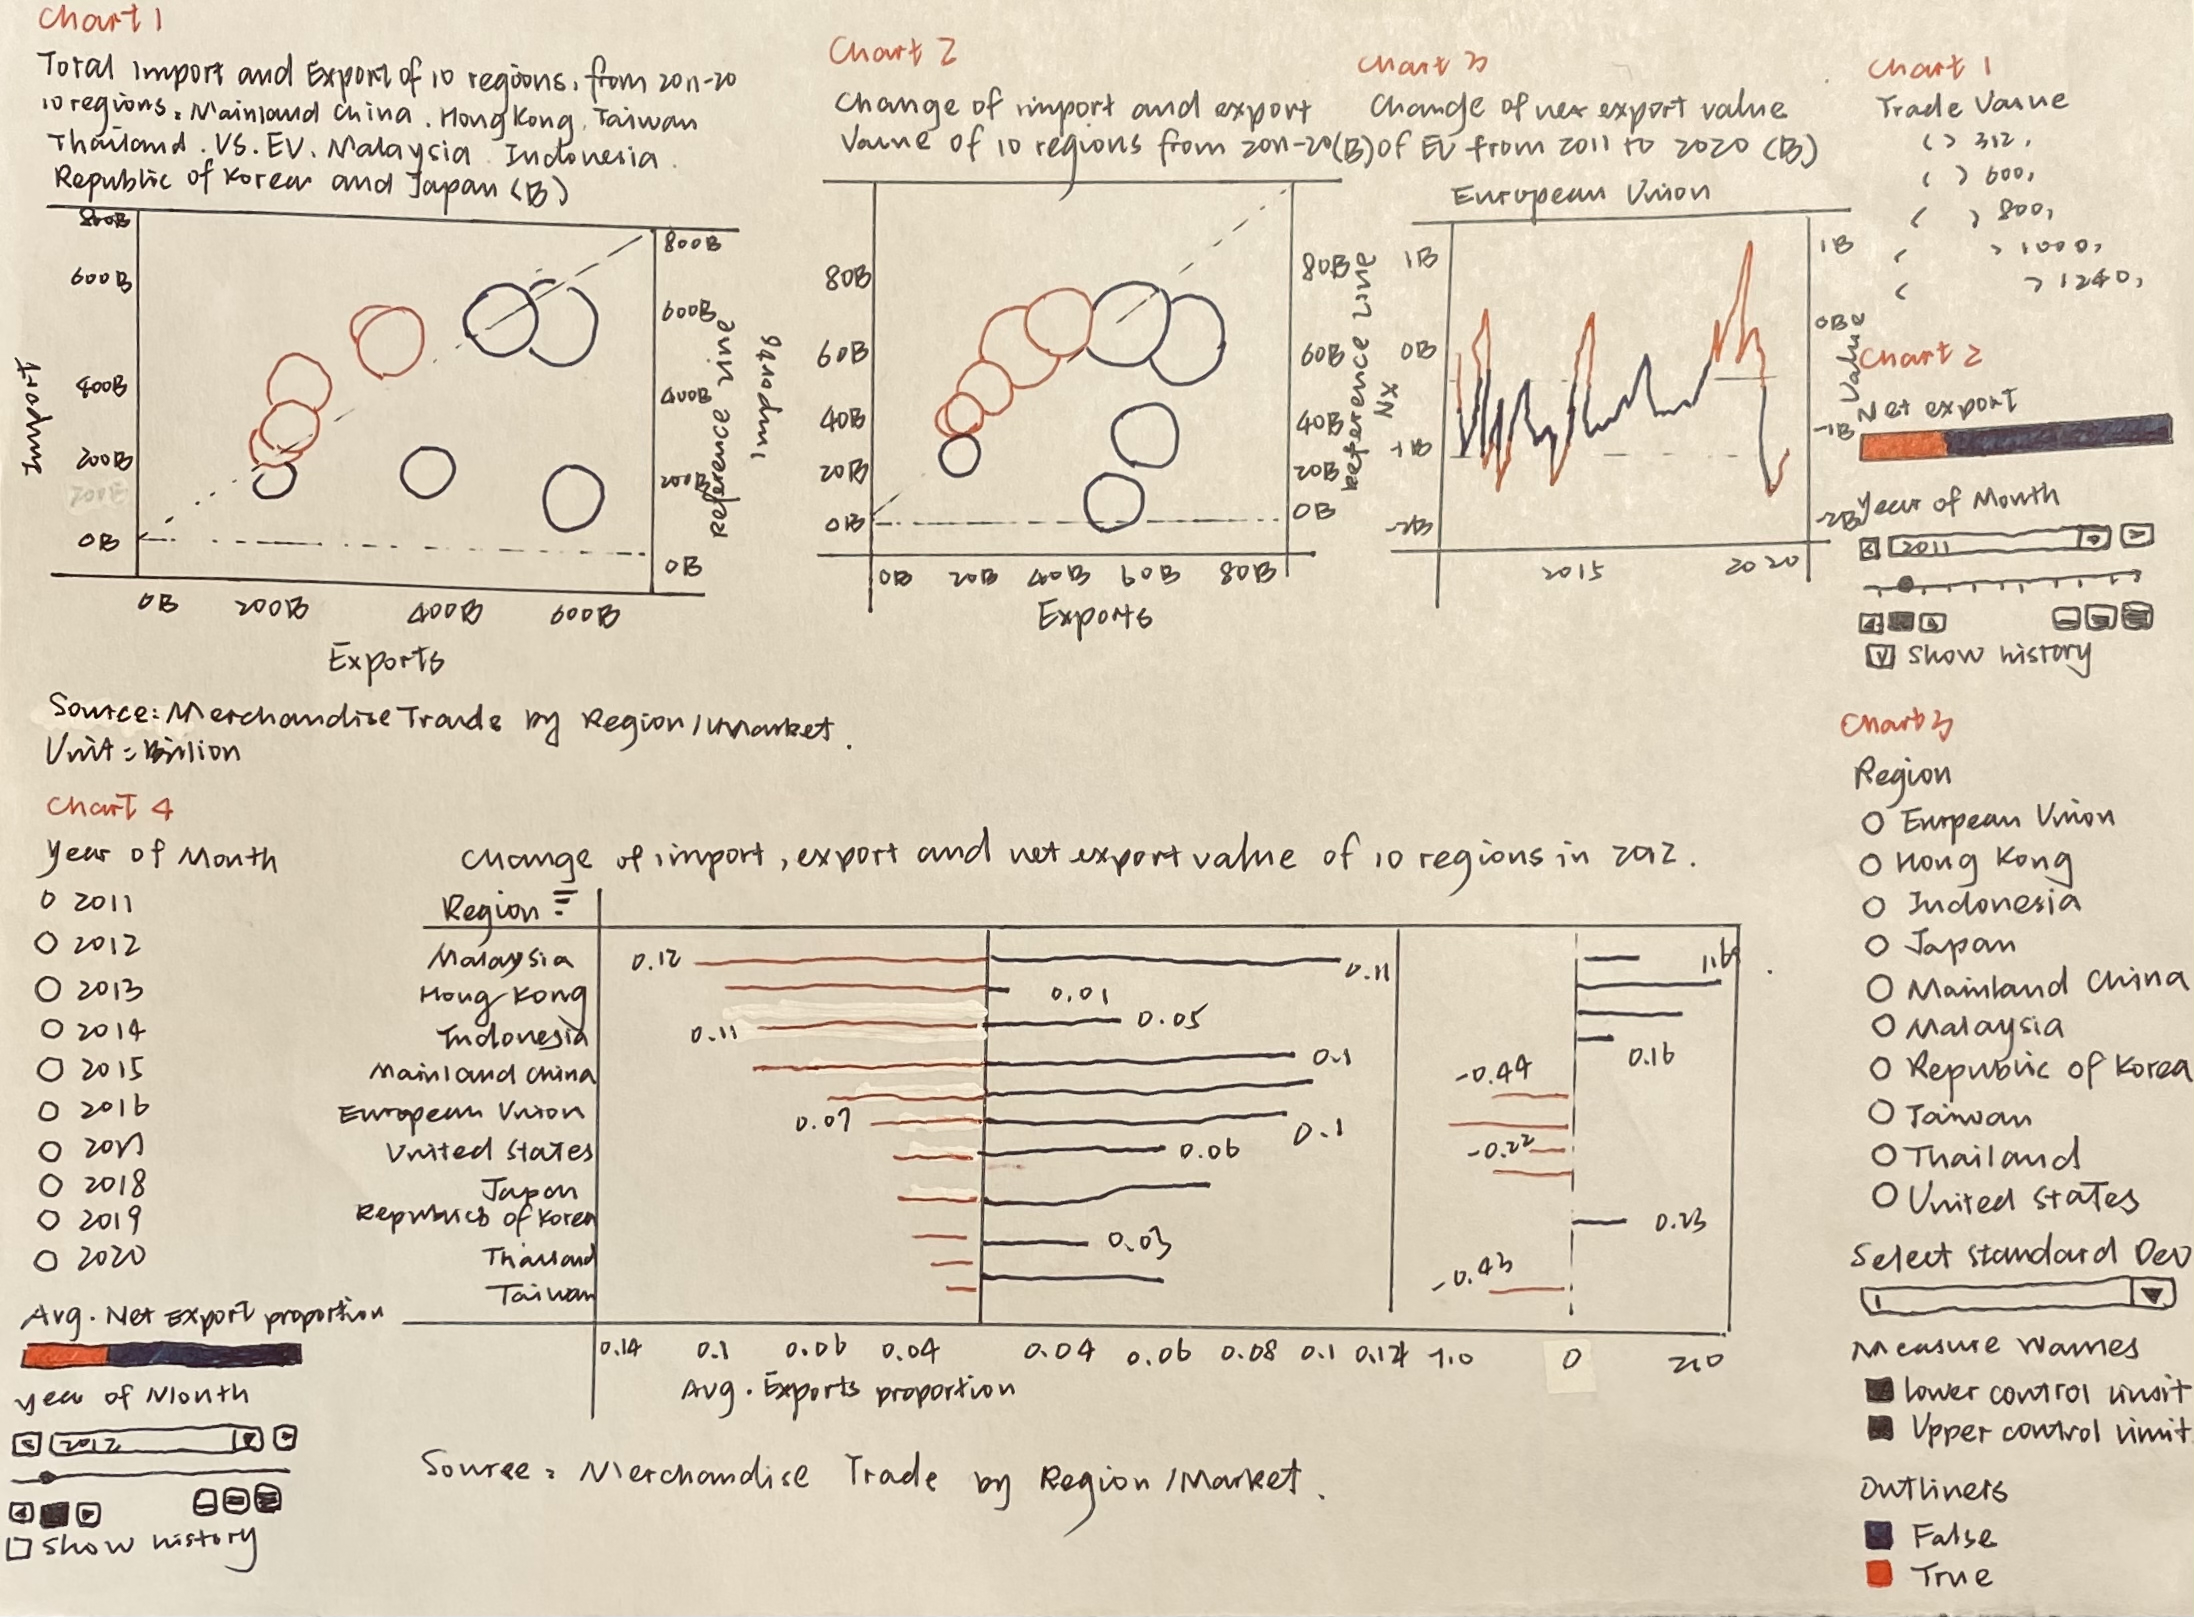 Chart 1
Total Import and Export of 10 regions, from 2011-20
10 regions: Mainland China, Hong Kong, Taiwan
Thailand. VS. EV. Malaysia Indonesia.
Republic of Korea and Japan (B)
800B
600B
400B
200B
200B
0B
Import
0B 200B 400B 600B
Exports
800B
600B
400B
200B
0B
Reference Line
Imports
Source: Merchandise Trade by Region/Market.
Unit: Billion
Chart 2
Change of import and export
Value of 10 regions from 2011-20(B)
80B
60B
40B
20B
0B
0B 20B 40B 60B 80B
Exports
80B
60B
40B
20B
0B
Reference Line
Chart 3
Change of net export value
of EU from 2011 to 2020 (B)
European Union
1B
0B
-1B
-2B
NX
2015 2020
1B
0B
-1B
-2B
Value
Chart 1
Trade Value
( ) 312,
( ) 600,
( ) 800,
( ) 1000,
( ) 1240,
Chart 2
Net export
Year of Month
2011
Show history
Chart 3
Region
European Union
Hong Kong
Indonesia
Japan
Mainland China
Malaysia
Republic of Korea
Taiwan
Thailand
United States
Select Standard Dev
1
Measure Names
lower control limit
Upper control limit
Outliners
False
True
Chart 4
Year of Month
2011
2012
2013
2014
2015
2016
2017
2018
2019
2020
Avg. Net Export proportion
Year of Month
2012
Show history
Change of import, export and net export value of 10 regions in 2012.
Region
Malaysia 0.12 0.11
Hong Kong 0.01
Indonesia 0.11 0.05
0.16
Mainland China 0.1
-0.44
European Union 0.07 0.1
United States 0.06 -0.22
Japan
Republics of Korea 0.23
Thailand 0.03
Taiwan -0.43
0.14 0.1 0.06 0.04 0.04 0.06 0.08 0.1 0.12 1.0 0 2.0
Avg. Exports proportion
Source: Merchandise Trade by Region/Market.